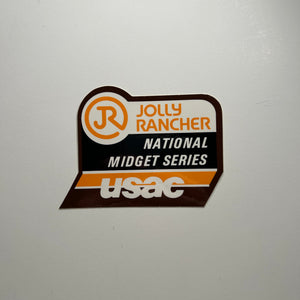 JR
JOLLY
RANCHER
NATIONAL
MIDGET SERIES
usac